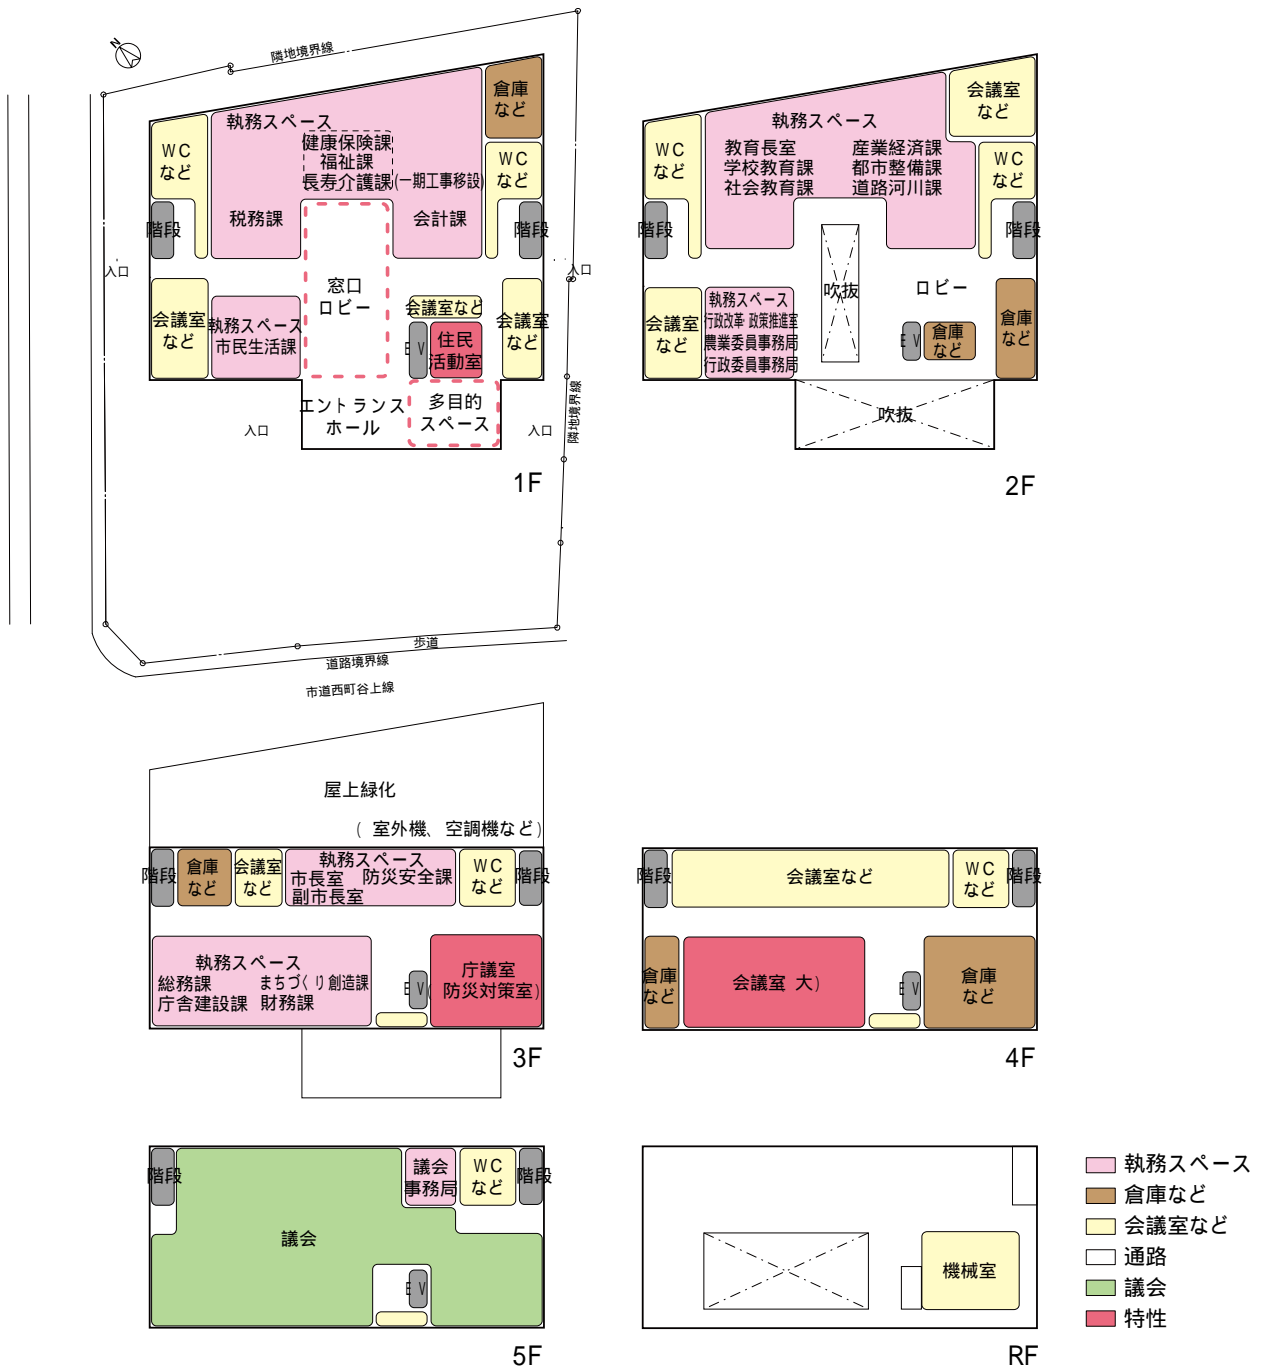 N
隣地境界線
執務スペース
倉庫
など
WC
など
健康保険課
福祉課
長寿介護課(一期工事移設)
WC
など
税務課
会計課
階段
階段
入口
入口
窓口
ロビー
会議室
など
執務スペース
市民生活課
会議室など
EV
住民
活動室
会議室
など
エントランス
ホール
多目的
スペース
入口
入口
隣地境界線
1F
歩道
道路境界線
市道西町谷上線
執務スペース
会議室
など
WC
など
教育長室
学校教育課
社会教育課
産業経済課
都市整備課
道路河川課
WC
など
階段
階段
吹抜
ロビー
会議室
など
執務スペース
行政改革・政策推進室
農業委員事務局
行政委員事務局
EV
倉庫
など
倉庫
など
吹抜
2F
屋上緑化
(室外機、空調機など)
階段
倉庫
など
会議室
など
執務スペース
市長室 防災安全課
副市長室
WC
など
階段
執務スペース
総務課 まちづくり創造課
庁舎建設課 財務課
EV
庁議室
(防災対策室)
3F
階段
会議室など
WC
など
階段
倉庫
など
会議室 大)
EV
倉庫
など
4F
階段
議会
議会
事務局
WC
など
階段
EV
5F
機械室
RF
執務スペース
倉庫など
会議室など
通路
議会
特性